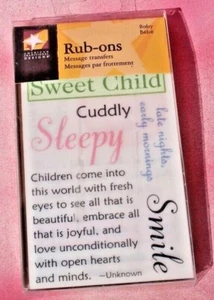 Rub-ons
Message transfers
Messages par frottement
Baby
Bébé
Sweet Child
Cuddly
Sleepy
late nights,
early mornings
Children come into
this world with fresh
eyes to see all that is
beautiful, embrace all
that is joyful, and
love unconditionally
with open hearts
and minds. —Unknown
Smile